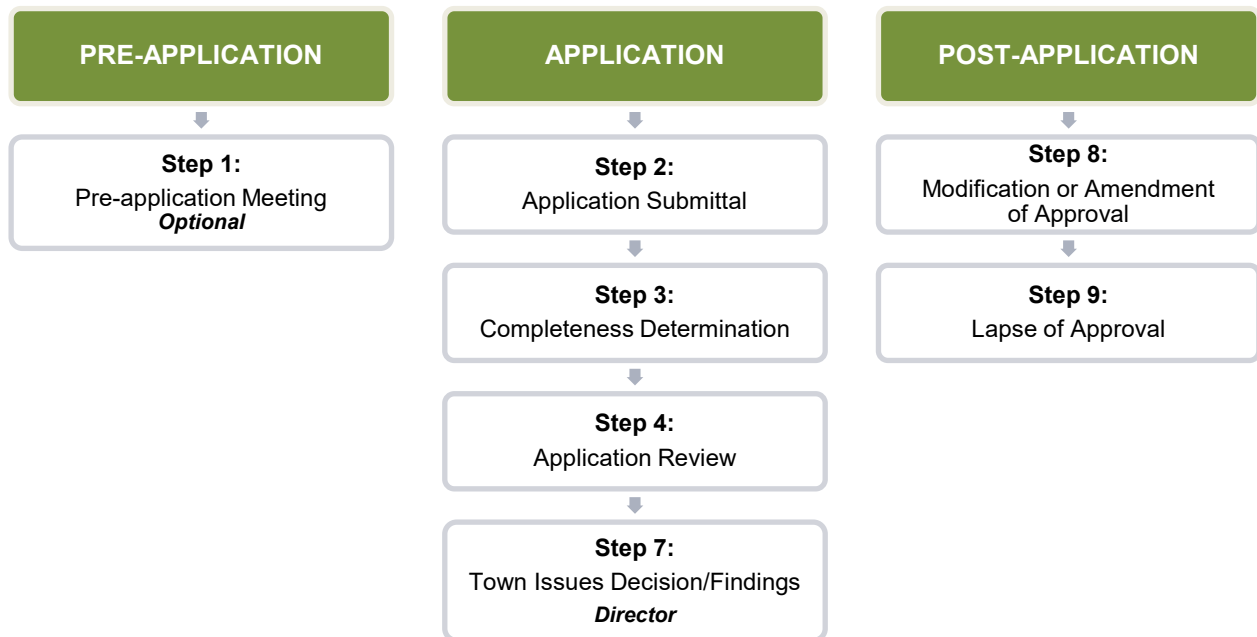 PRE-APPLICATION
Step 1:
Pre-application Meeting
Optional
APPLICATION
Step 2:
Application Submittal
Step 3:
Completeness Determination
Step 4:
Application Review
Step 7:
Town Issues Decision/Findings
Director
POST-APPLICATION
Step 8:
Modification or Amendment
of Approval
Step 9:
Lapse of Approval